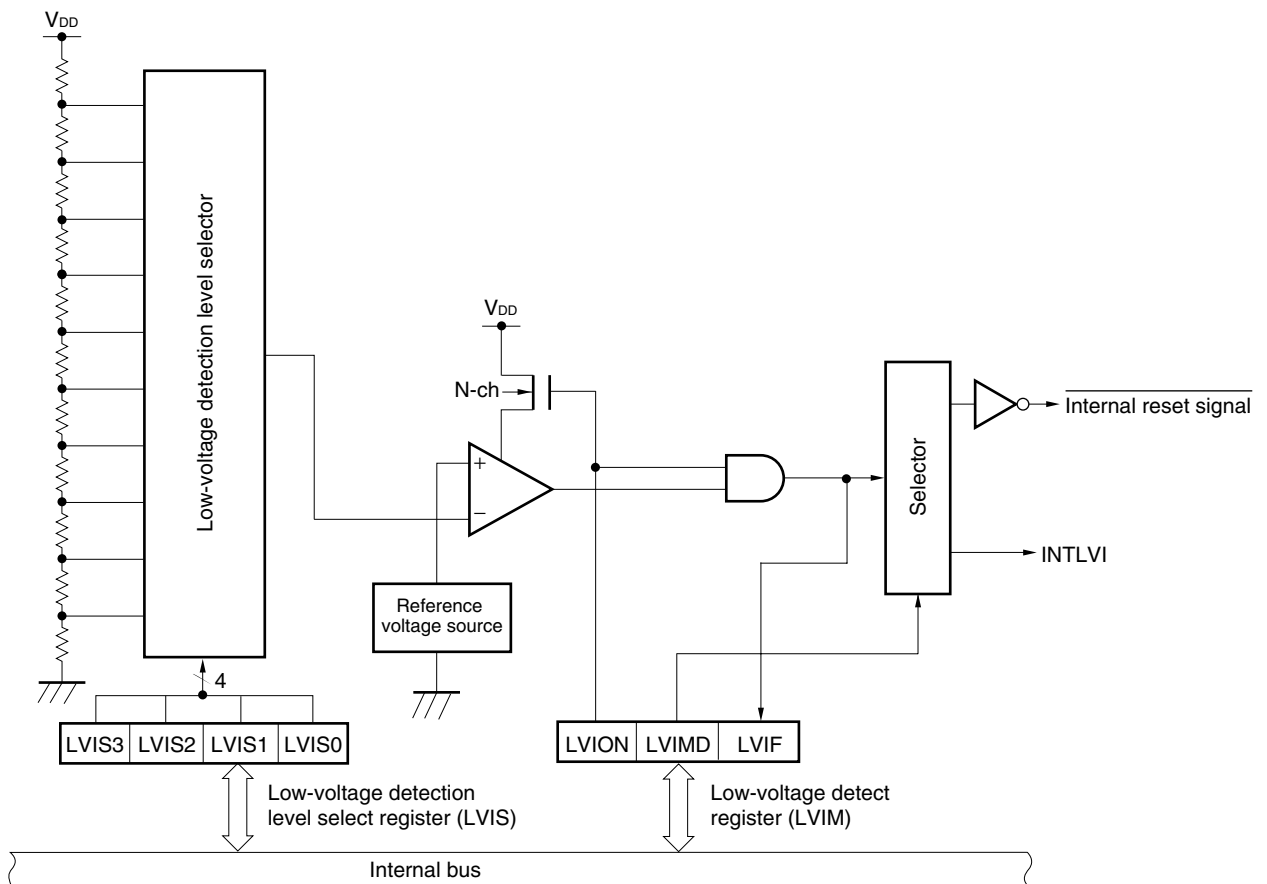 VDD
Low-voltage detection level selector
VDD
N-ch
+
−
Selector
Internal reset signal
INTLVI
Reference
voltage source
4
LVIS3 LVIS2 LVIS1 LVIS0
LVION LVIMD LVIF
Low-voltage detection
level select register (LVIS)
Low-voltage detect
register (LVIM)
Internal bus